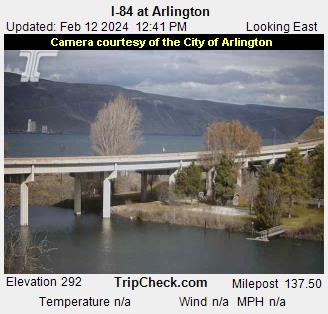 I-84 at Arlington
Updated: Feb 12 2024 12:41 PM Looking East
Camera courtesy of the City of Arlington
Elevation 292 TripCheck.com Milepost 137.50
Temperature n/a Wind n/a MPH n/a